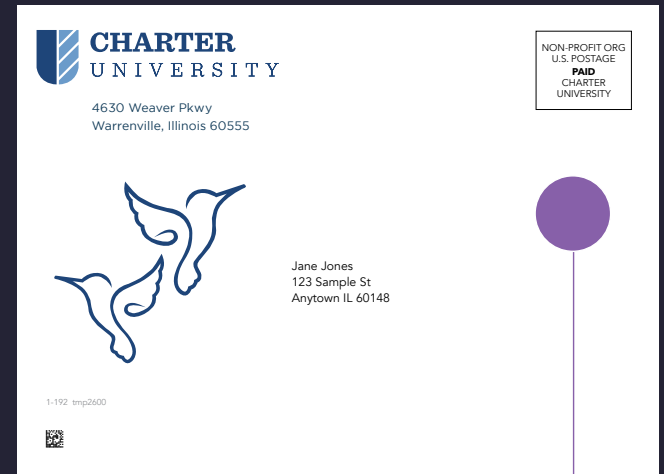 CHARTER
UNIVERSITY
4630 Weaver Pkwy
Warrenville, Illinois 60555
NON-PROFIT ORG
U.S. POSTAGE
PAID
CHARTER
UNIVERSITY
Jane Jones
123 Sample St
Anytown IL 60148
1-192 tmp2600